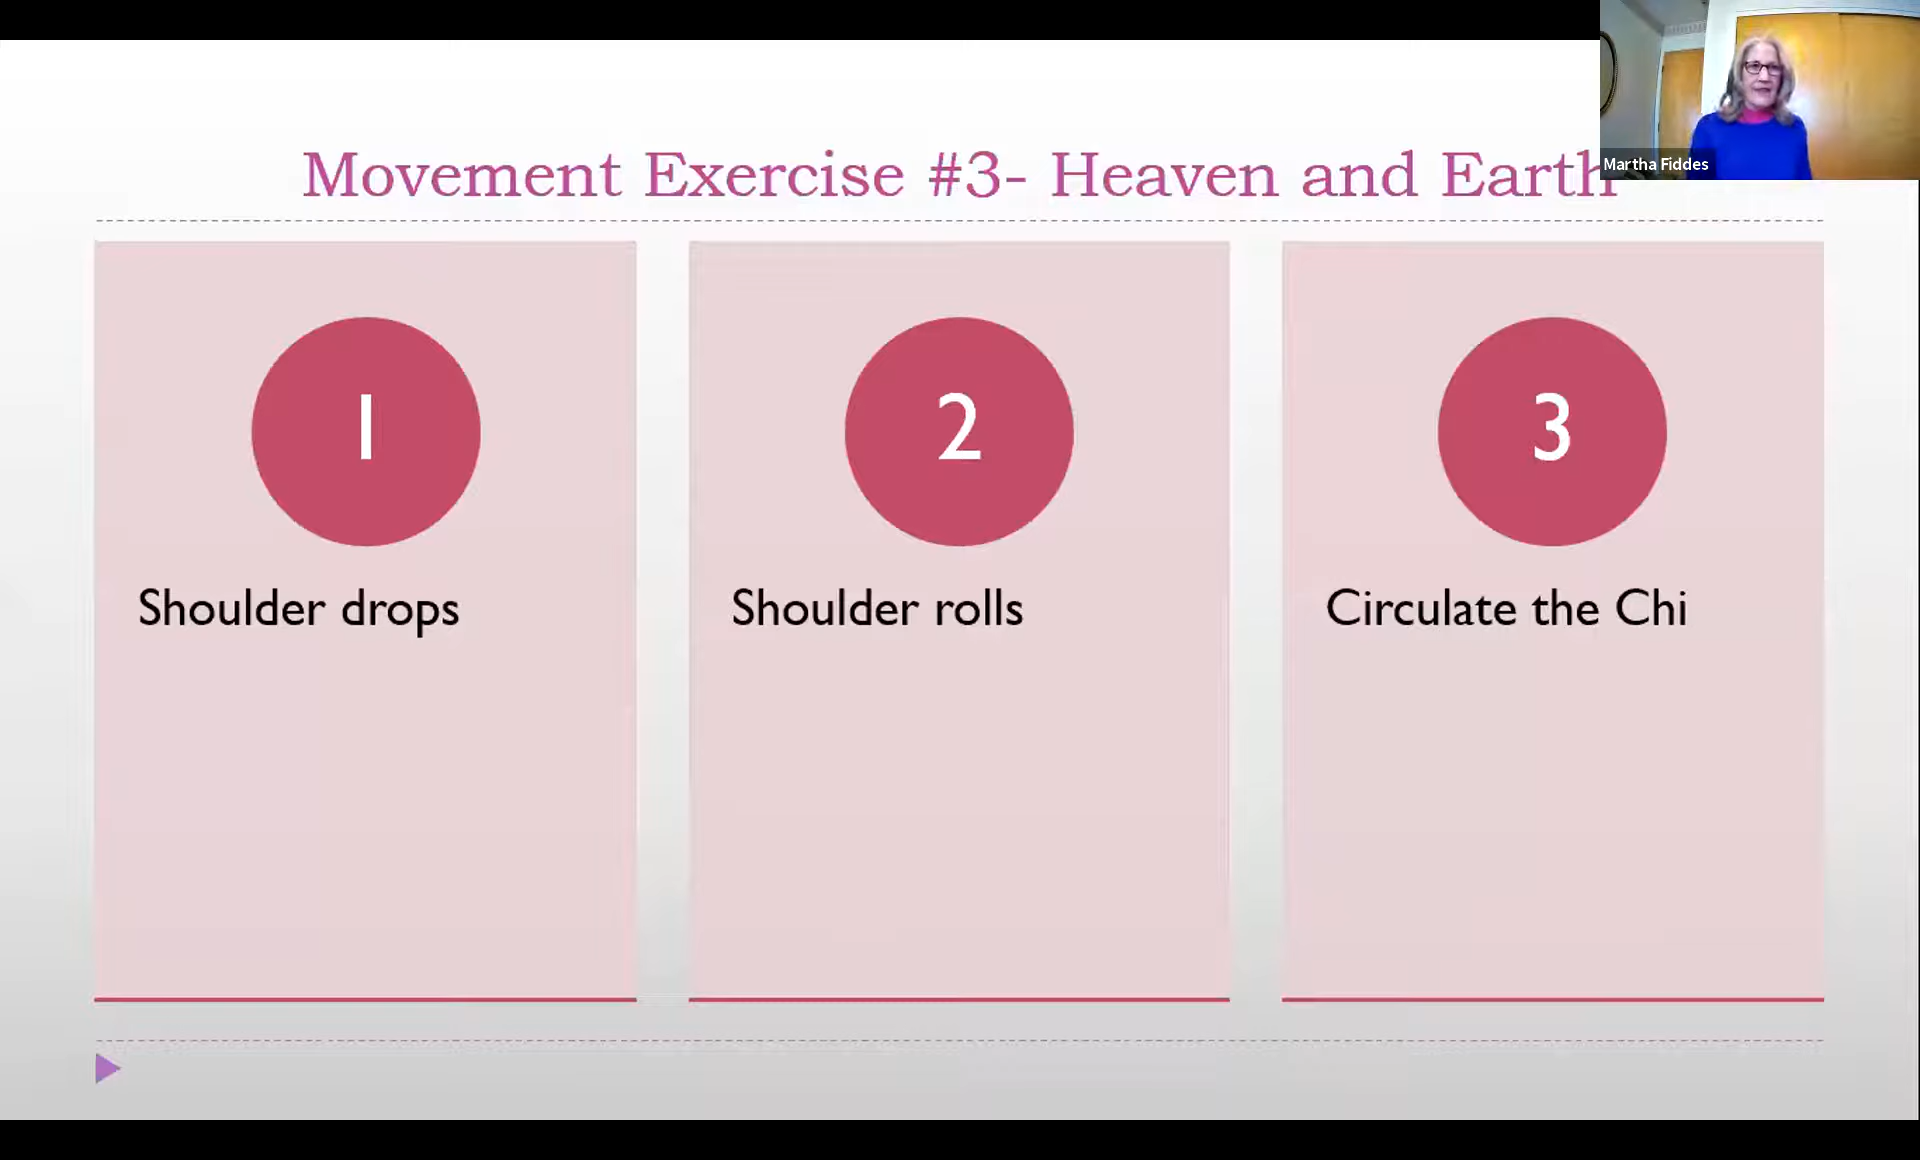 Martha Fiddes
Movement Exercise #3- Heaven and Earth
1
2
3
Shoulder drops
Shoulder rolls
Circulate the Chi